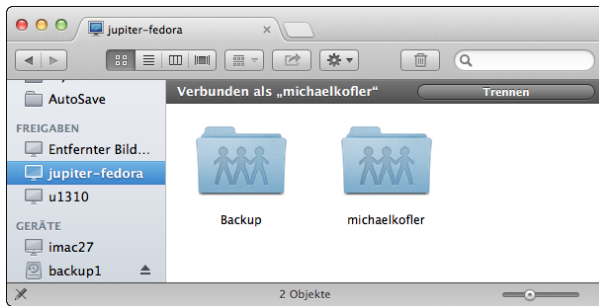 jupiter-fedora
AutoSave
Verbunden als „michaelkofler“
Trennen
FREIGABEN
Entfernter Bild...
jupiter-fedora
u1310
GERÄTE
imac27
backup1
Backup
michaelkofler
2 Objekte